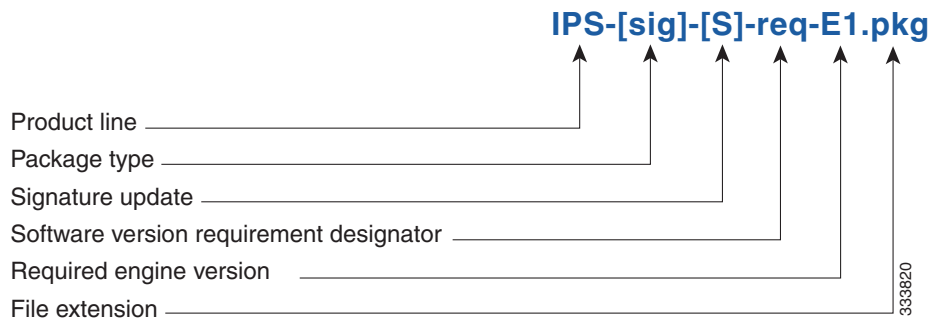 IPS-[sig]-[S]-req-E1.pkg
Product line
Package type
Signature update
Software version requirement designator
Required engine version
File extension
333820